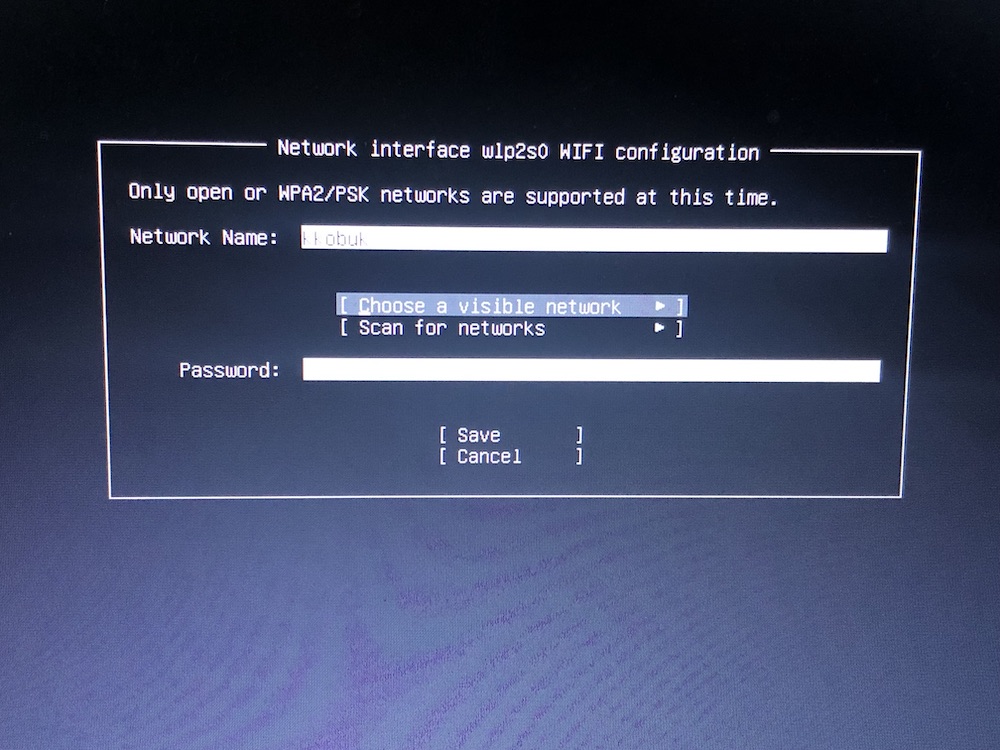 Network interface wlp2s0 WIFI configuration
Only open or WPA2/PSK networks are supported at this time.
Network Name: kkobuk
[ Choose a visible network ▶ ]
[ Scan for networks ▶ ]
Password:
[ Save ]
[ Cancel ]